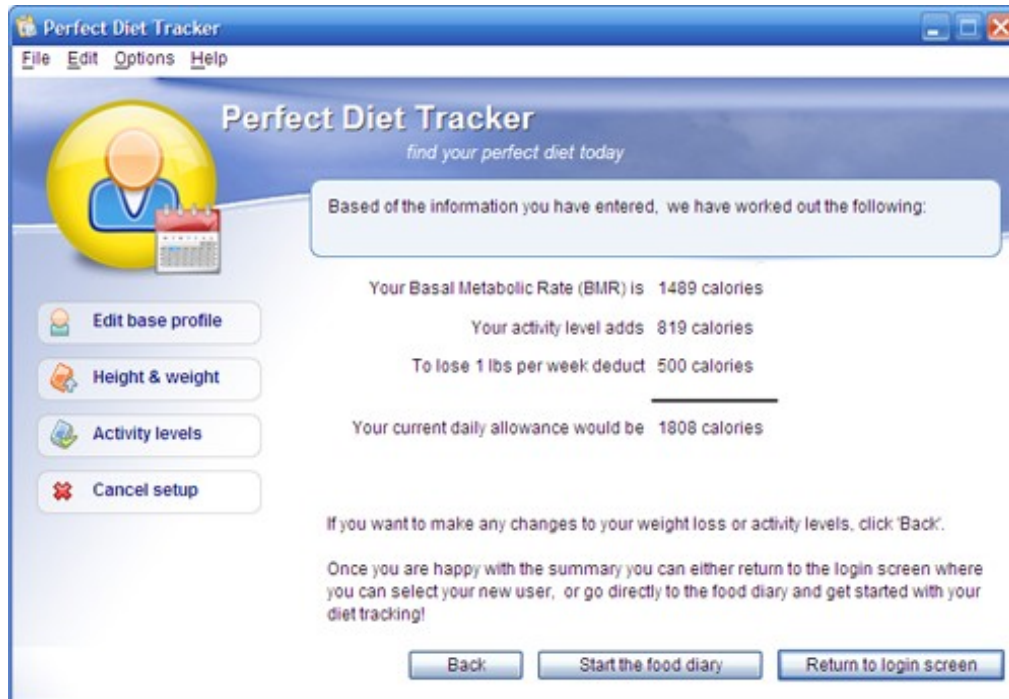 Perfect Diet Tracker
File Edit Options Help
Perfect Diet Tracker
find your perfect diet today
Based of the information you have entered, we have worked out the following:
Your Basal Metabolic Rate (BMR) is 1489 calories
Your activity level adds 819 calories
To lose 1 lbs per week deduct 500 calories
Your current daily allowance would be 1808 calories
Edit base profile
Height & weight
Activity levels
Cancel setup
If you want to make any changes to your weight loss or activity levels, click 'Back'.
Once you are happy with the summary you can either return to the login screen where
you can select your new user, or go directly to the food diary and get started with your
diet tracking!
Back Start the food diary Return to login screen